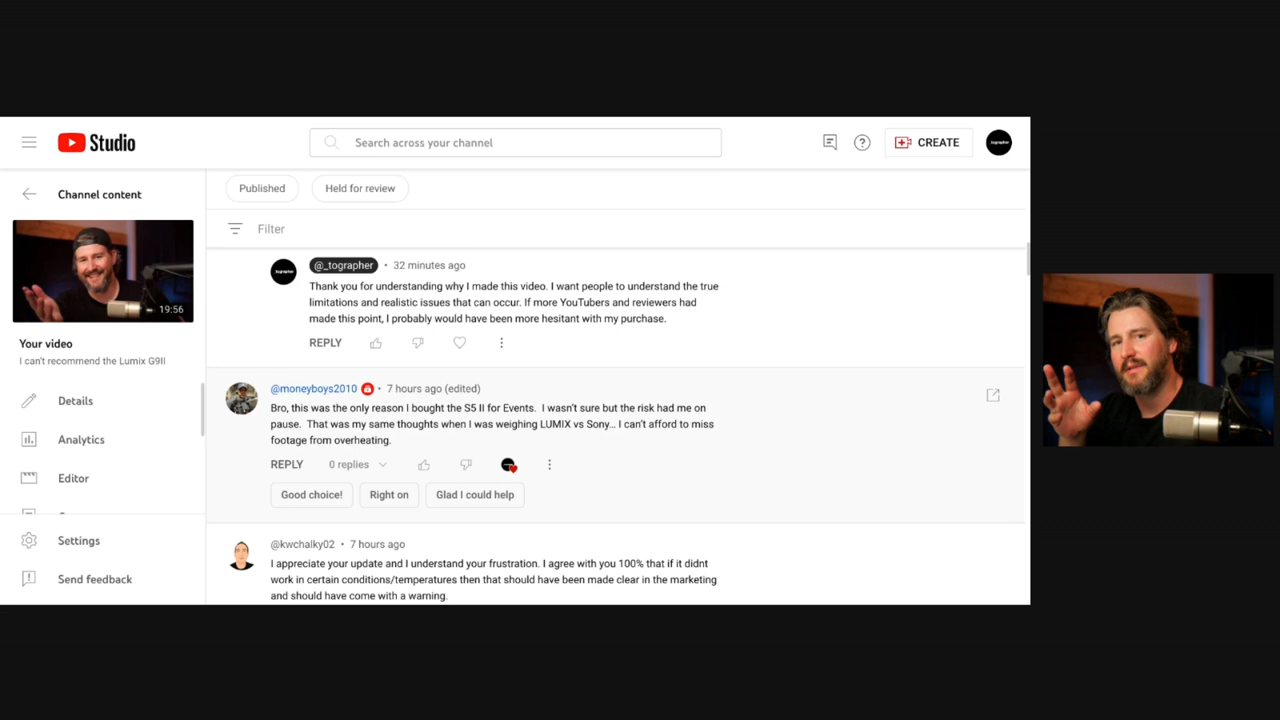 Studio
Search across your channel
CREATE
Channel content
19:56
Your video
I can't recommend the Lumix G9II
Details
Analytics
Editor
Settings
Send feedback
Published
Held for review
Filter
@_tographer • 32 minutes ago
Thank you for understanding why I made this video. I want people to understand the true
limitations and realistic issues that can occur. If more YouTubers and reviewers had
made this point, I probably would have been more hesitant with my purchase.
REPLY
@moneyboys2010 • 7 hours ago (edited)
Bro, this was the only reason I bought the S5 II for Events. I wasn't sure but the risk had me on
pause. That was my same thoughts when I was weighing LUMIX vs Sony... I can't afford to miss
footage from overheating.
REPLY 0 replies
Good choice! Right on Glad I could help
@kwchalky02 • 7 hours ago
I appreciate your update and I understand your frustration. I agree with you 100% that if it didnt
work in certain conditions/temperatures then that should have been made clear in the marketing
and should have come with a warning.